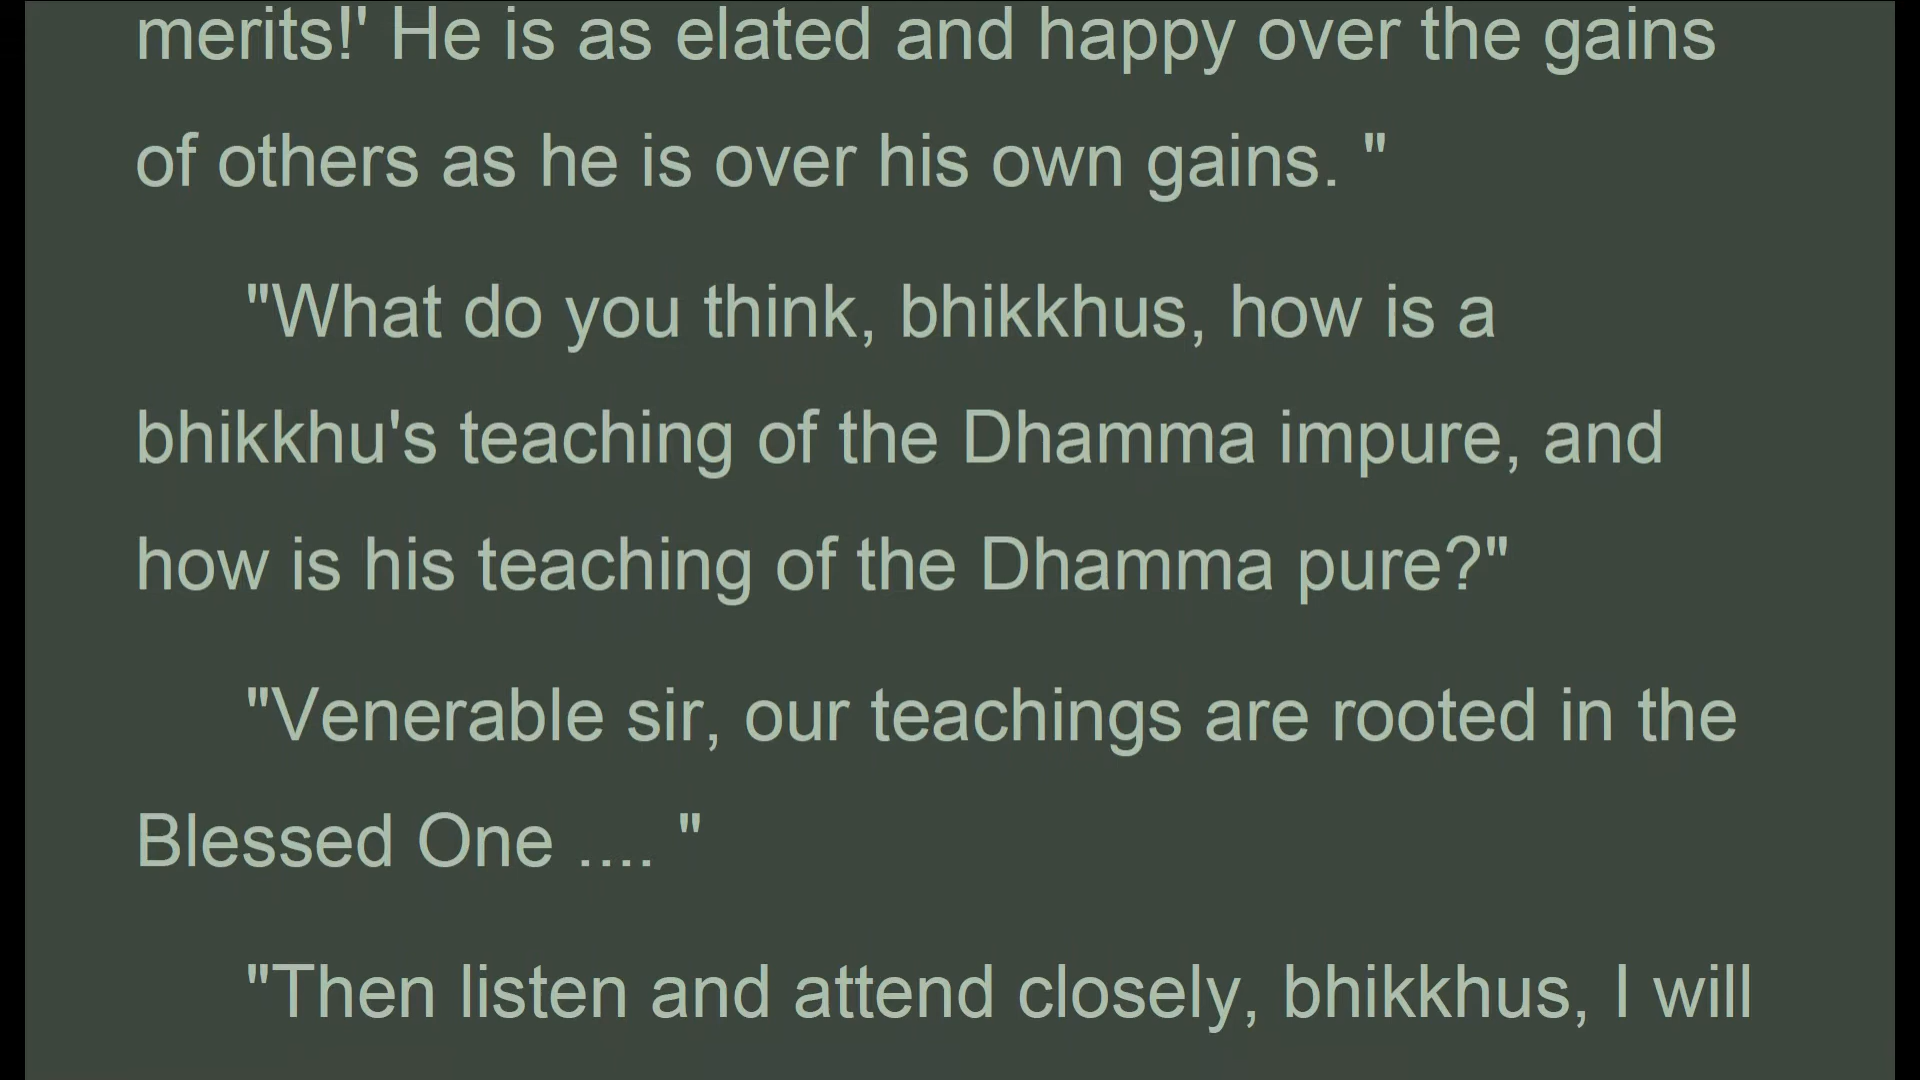 merits!' He is as elated and happy over the gains
of others as he is over his own gains. "
"What do you think, bhikkhus, how is a
bhikkhu's teaching of the Dhamma impure, and
how is his teaching of the Dhamma pure?"
"Venerable sir, our teachings are rooted in the
Blessed One .... "
"Then listen and attend closely, bhikkhus, I will